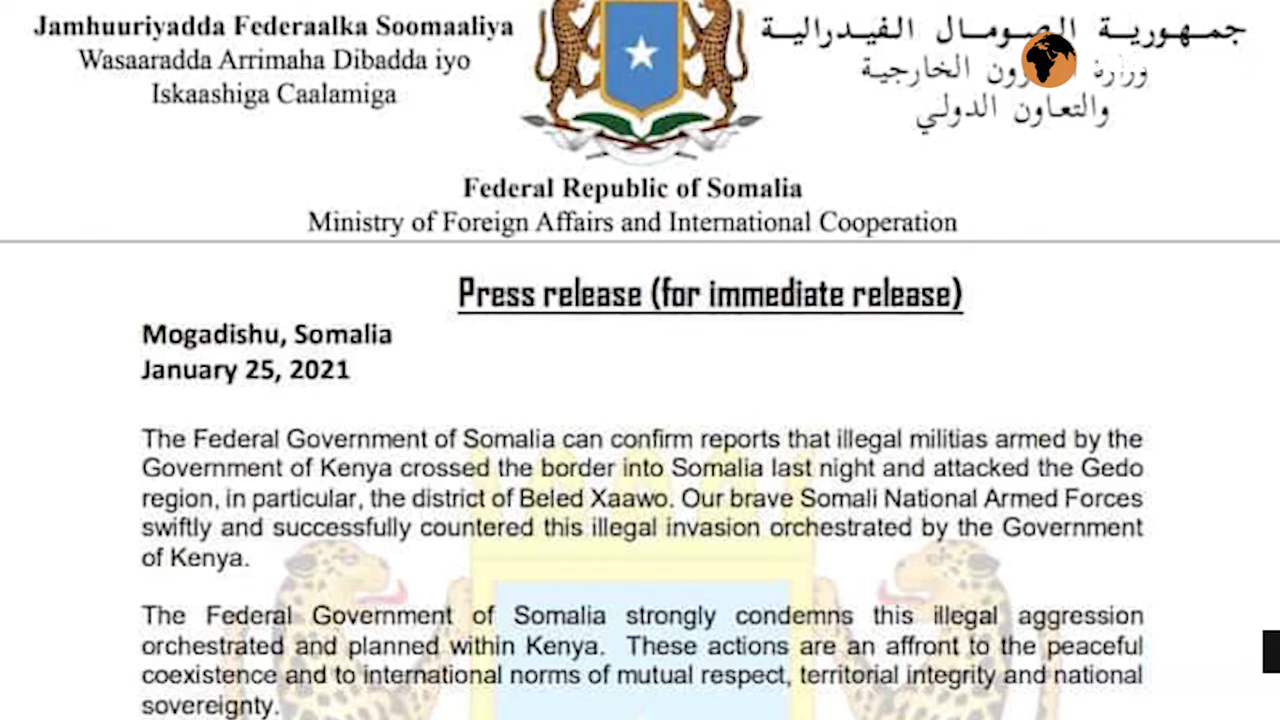 Jamhuuriyadda Federaalka Soomaaliya
Wasaaradda Arrimaha Dibadda iyo
Iskaashiga Caalamiga
جمهورية الصومال الفيدرالية
وزارة الخارجية
والتعاون الدولي
Federal Republic of Somalia
Ministry of Foreign Affairs and International Cooperation
Press release (for immediate release)
Mogadishu, Somalia
January 25, 2021
The Federal Government of Somalia can confirm reports that illegal militias armed by the
Government of Kenya crossed the border into Somalia last night and attacked the Gedo
region, in particular, the district of Beled Xaawo. Our brave Somali National Armed Forces
swiftly and successfully countered this illegal invasion orchestrated by the Government
of Kenya.
The Federal Government of Somalia strongly condemns this illegal aggression
orchestrated and planned within Kenya. These actions are an affront to the peaceful
coexistence and to international norms of mutual respect, territorial integrity and national
sovereignty.